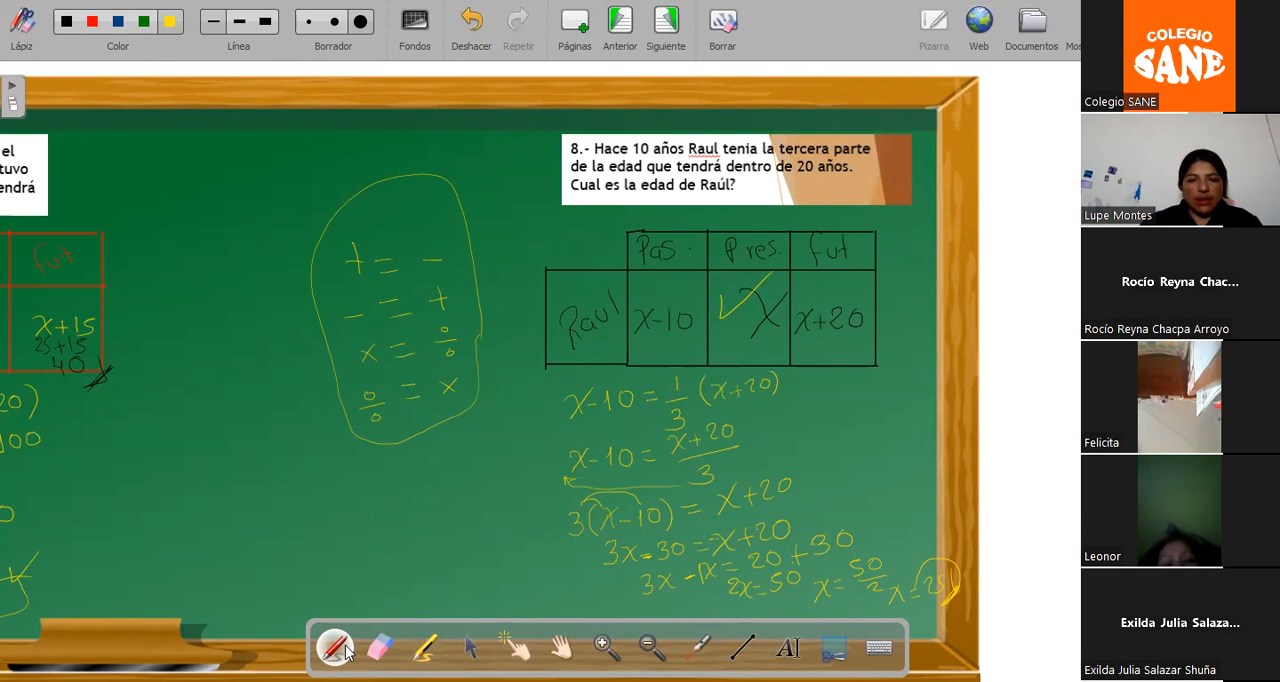 Lápiz
Color
Línea
Borrador
Fondos
Deshacer
Repetir
Páginas
Anterior
Siguiente
Borrar
Pizarra
Web
Documentos
Mos
el
tuvo
endrá
fut
x+15
25+15
40
20)
100
0
+ = -
- = +
x = ÷
÷ = x
8.- Hace 10 años Raul tenia la tercera parte
de la edad que tendrá dentro de 20 años.
Cual es la edad de Raúl?
Pas. Pres. fut
Raul x-10 x x+20
x-10 = 1/3 (x+20)
x-10 = x+20/3
3(x-10) = x+20
3x-30 = x+20
3x-1x = 20+30
2x=50 x=50/2 x=25
COLEGIO
SANE
Colegio SANE
Lupe Montes
Rocío Reyna Chac...
Rocío Reyna Chacpa Arroyo
Felicita
Leonor
Exilda Julia Salaza...
Exilda Julia Salazar Shuña